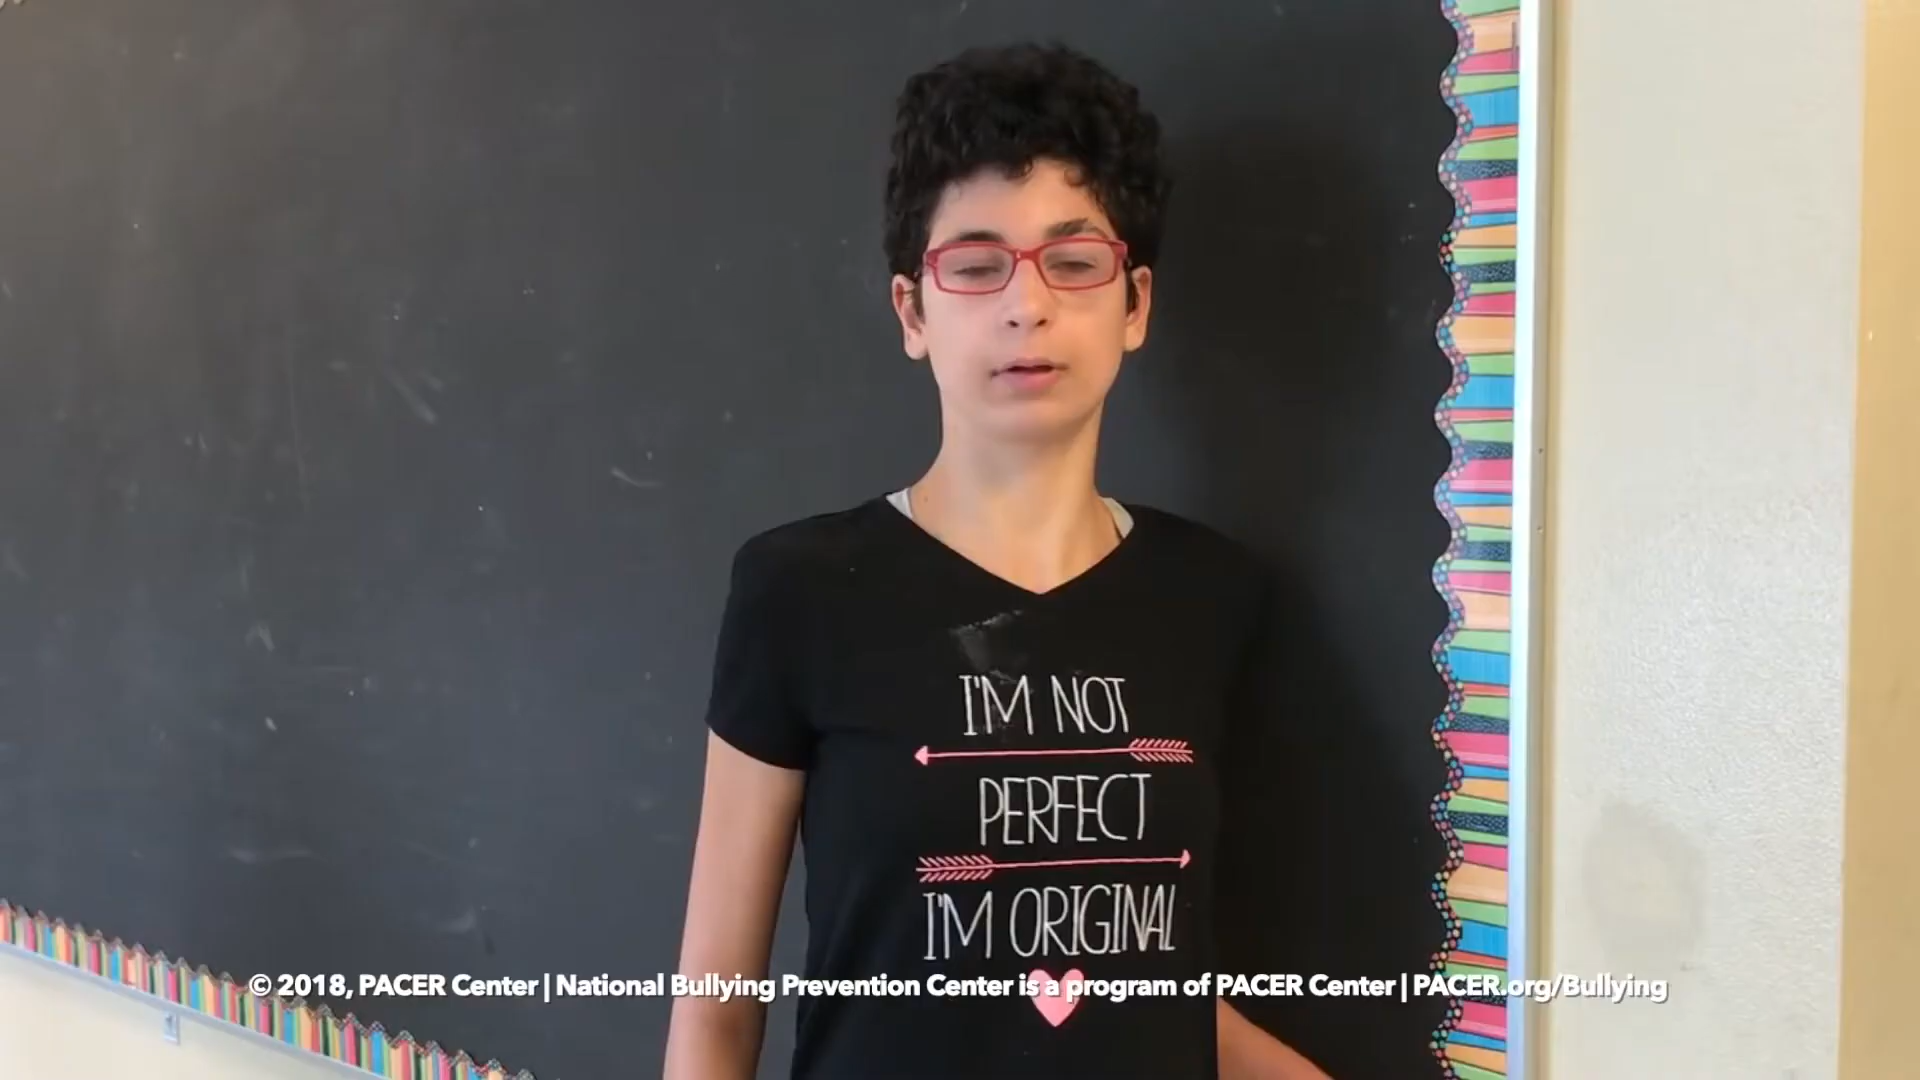 I'M NOT
PERFECT
I'M ORIGINAL
© 2018, PACER Center | National Bullying Prevention Center is a program of PACER Center | PACER.org/Bullying